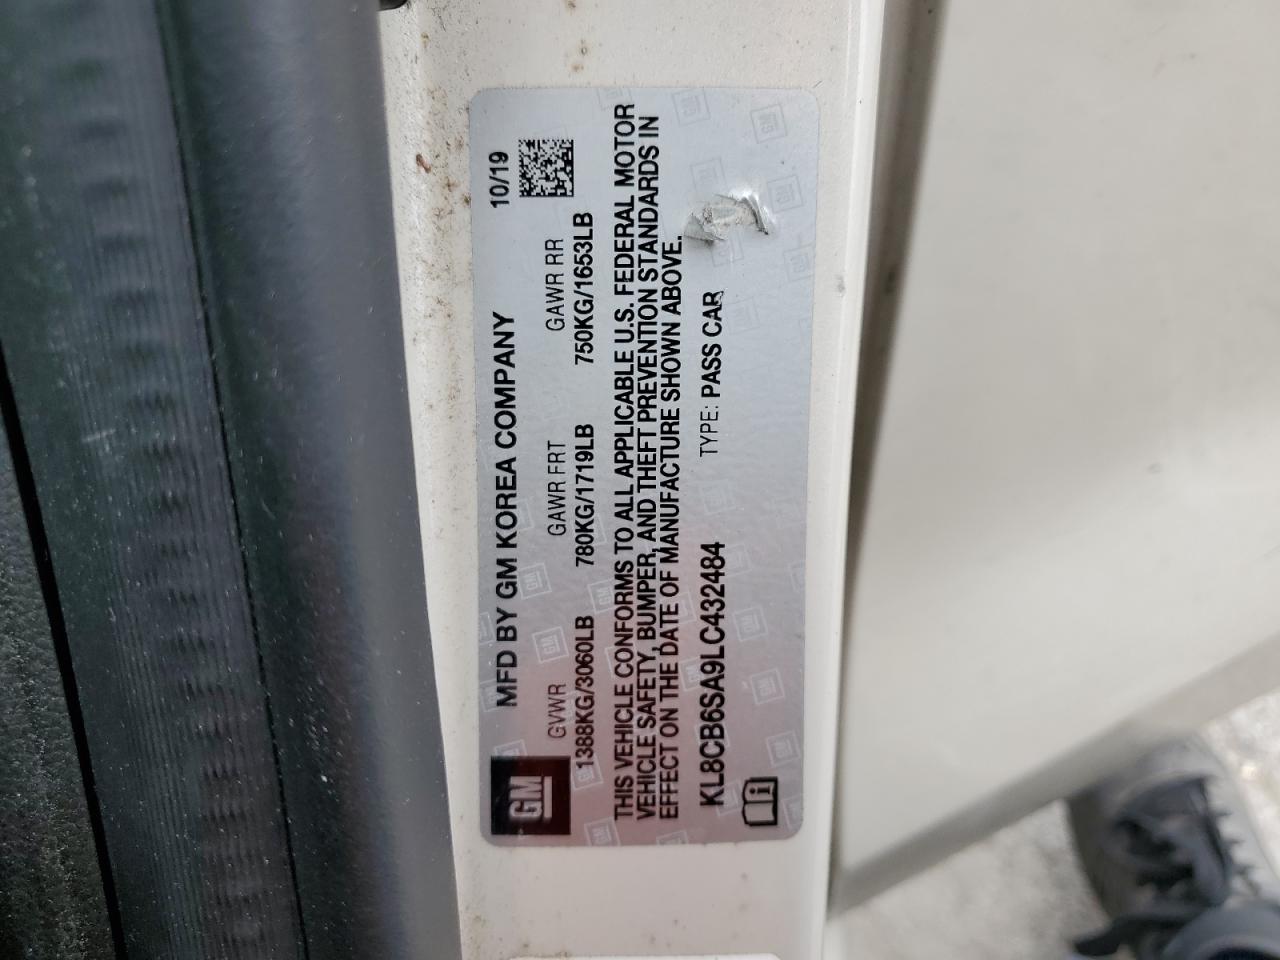 GM
MFD BY GM KOREA COMPANY 10/19
GVWR GAWR FRT GAWR RR
1388KG/3060LB 780KG/1719LB 750KG/1653LB
THIS VEHICLE CONFORMS TO ALL APPLICABLE U.S. FEDERAL MOTOR
VEHICLE SAFETY, BUMPER, AND THEFT PREVENTION STANDARDS IN
EFFECT ON THE DATE OF MANUFACTURE SHOWN ABOVE.
KL8CB6SA9LC432484 TYPE: PASS CAR